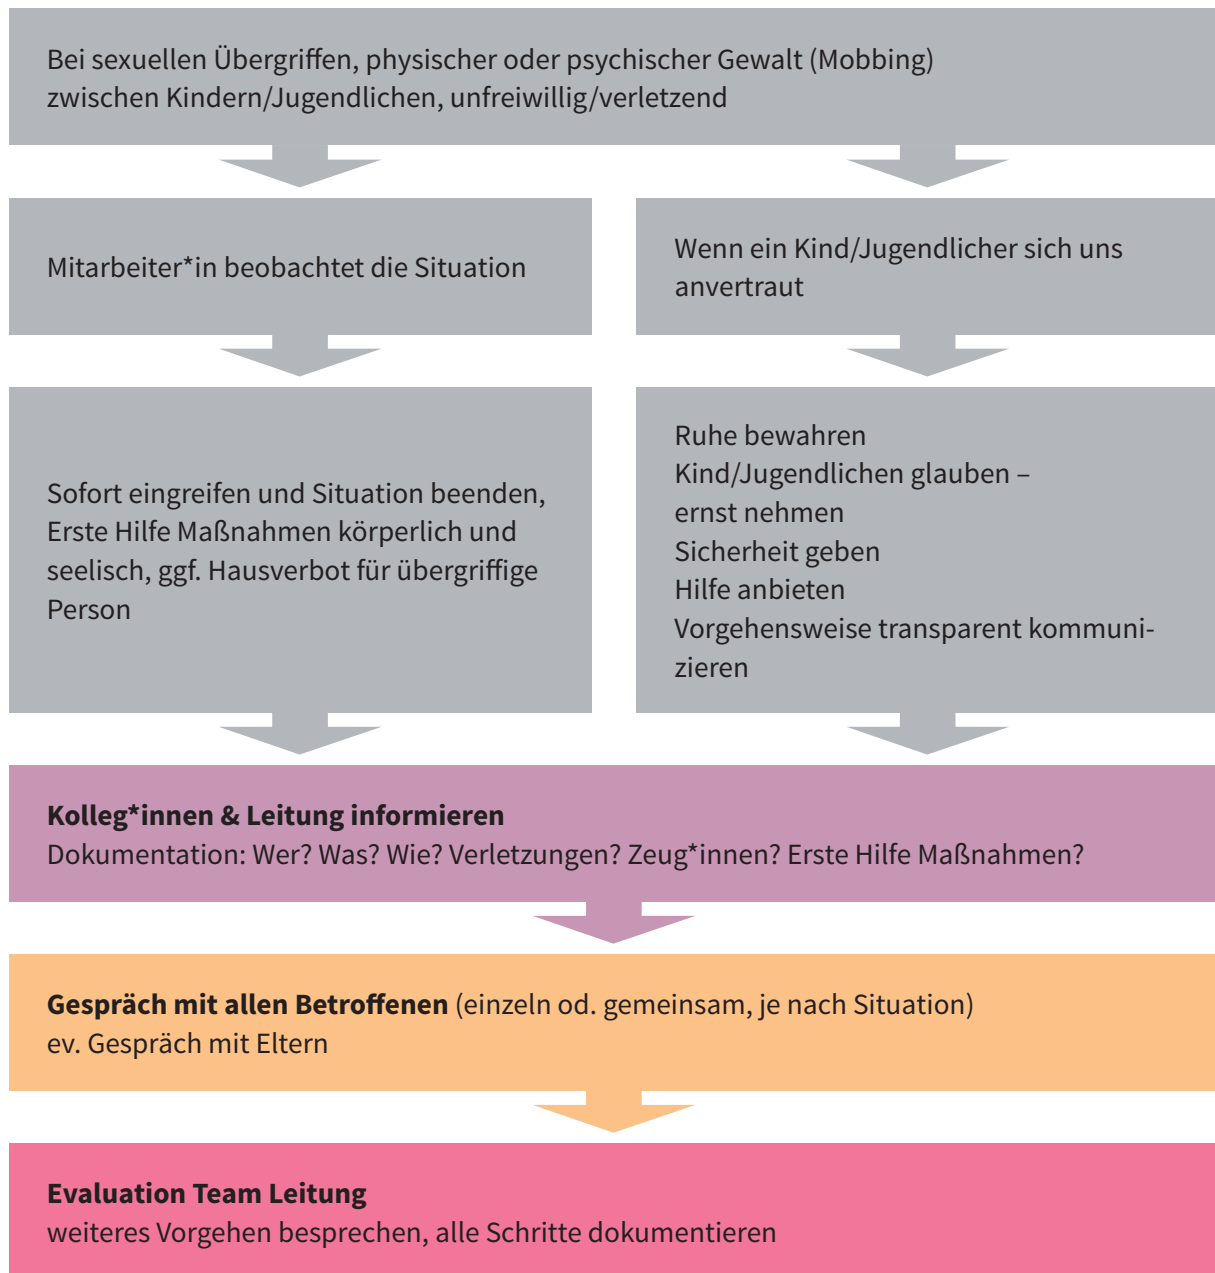 Bei sexuellen Übergriffen, physischer oder psychischer Gewalt (Mobbing)
zwischen Kindern/Jugendlichen, unfreiwillig/verletzend
Mitarbeiter*in beobachtet die Situation
Wenn ein Kind/Jugendlicher sich uns
anvertraut
Sofort eingreifen und Situation beenden,
Erste Hilfe Maßnahmen körperlich und
seelisch, ggf. Hausverbot für übergriffige
Person
Ruhe bewahren
Kind/Jugendlichen glauben –
ernst nehmen
Sicherheit geben
Hilfe anbieten
Vorgehensweise transparent kommuni-
zieren
Kolleg*innen & Leitung informieren
Dokumentation: Wer? Was? Wie? Verletzungen? Zeug*innen? Erste Hilfe Maßnahmen?
Gespräch mit allen Betroffenen (einzeln od. gemeinsam, je nach Situation)
ev. Gespräch mit Eltern
Evaluation Team Leitung
weiteres Vorgehen besprechen, alle Schritte dokumentieren